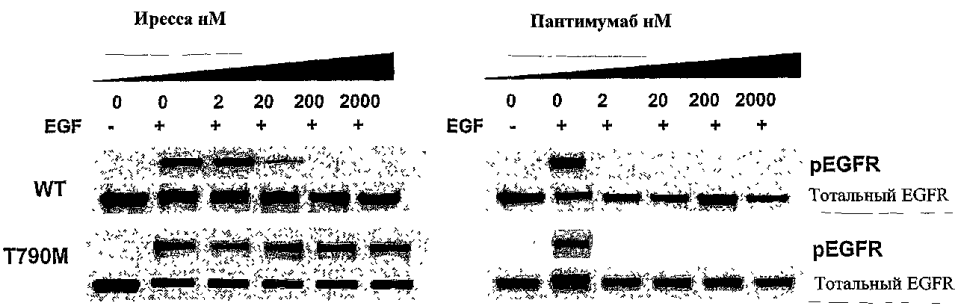 Иресса нМ
Пантимумаб нМ
0 0 2 20 200 2000
0 0 2 20 200 2000
EGF - + + + + +
EGF - + + + + +
WT
pEGFR
Тотальный EGFR
T790M
pEGFR
Тотальный EGFR